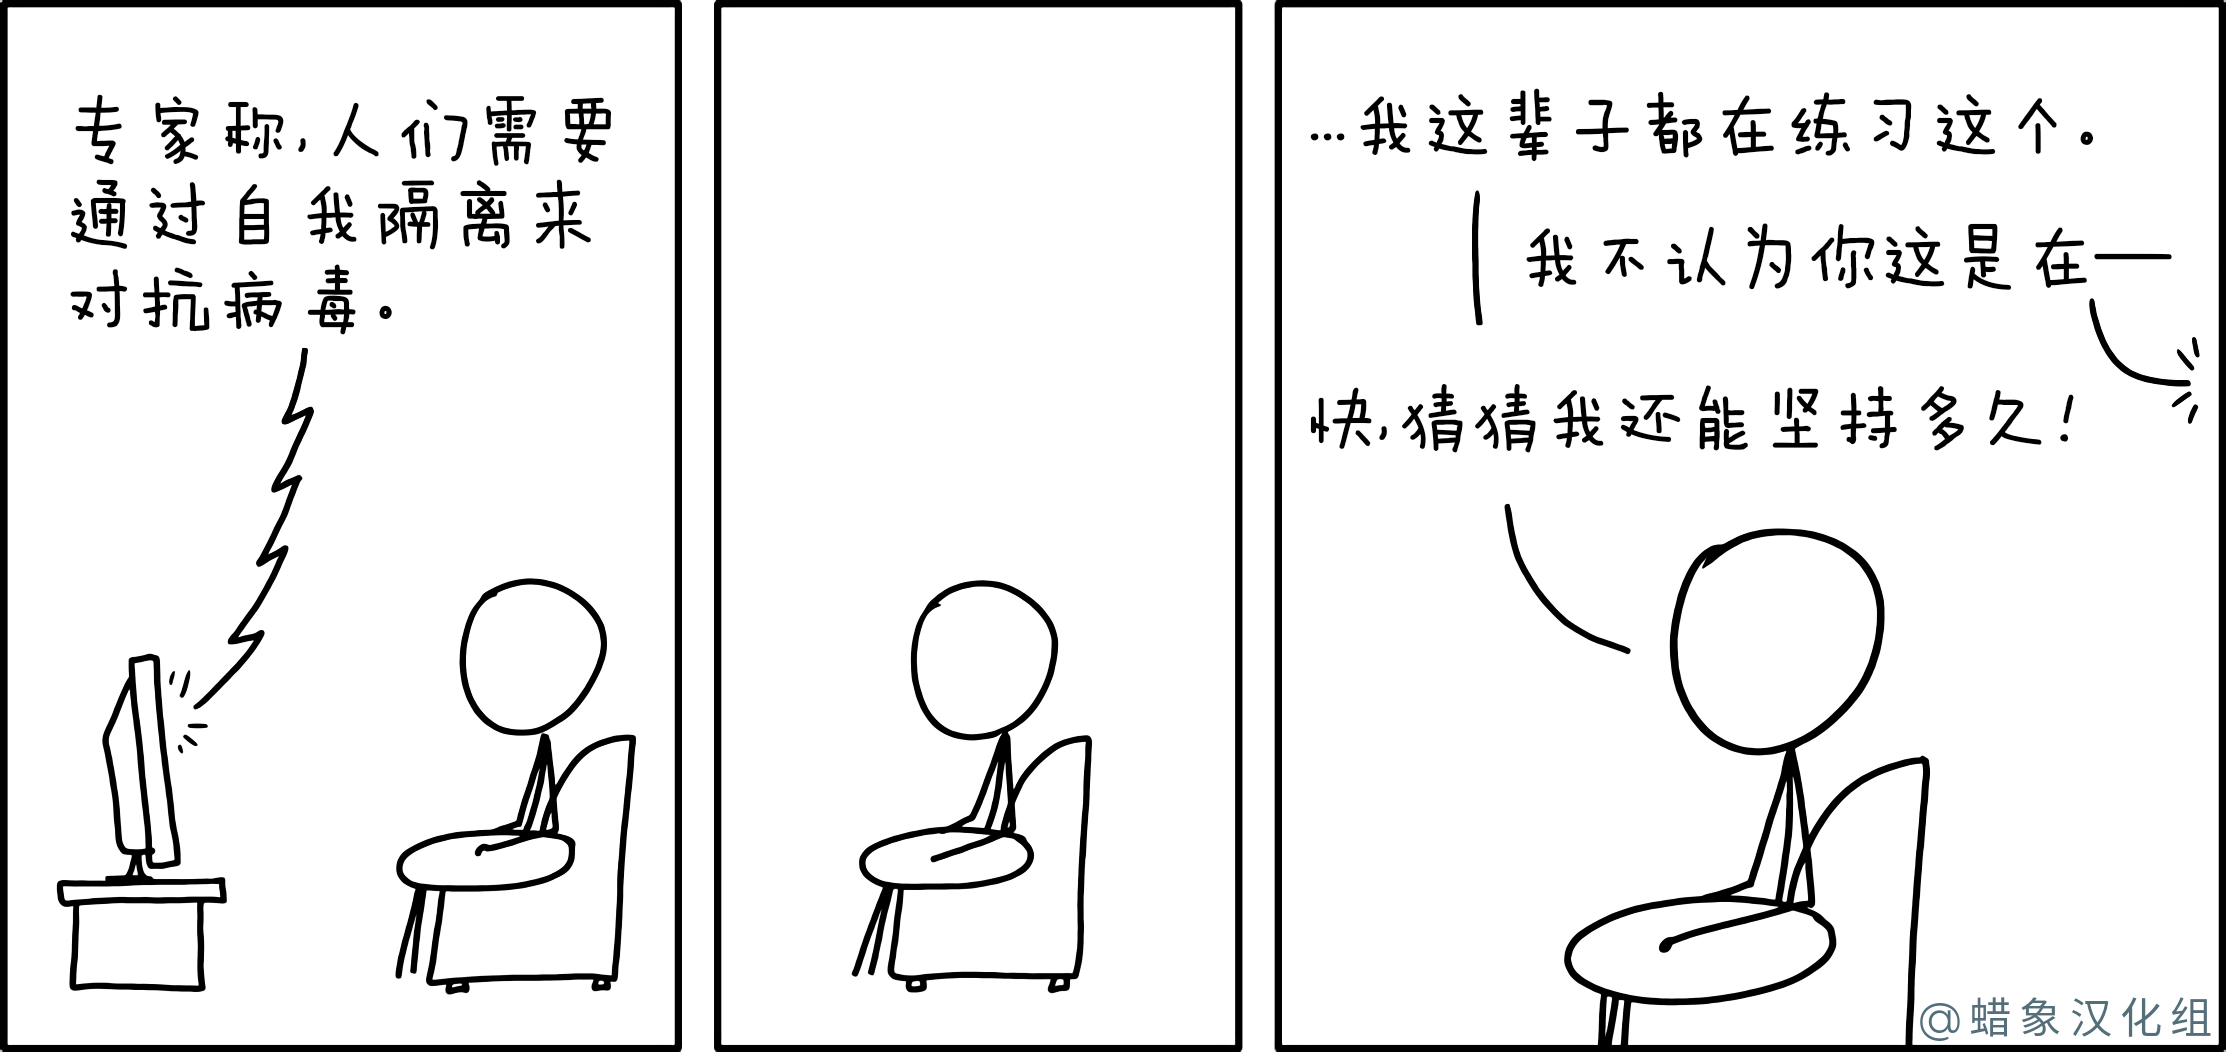 专家称,人们需要
通过自我隔离来
对抗病毒。
…我这辈子都在练习这个。
我不认为你这是在——
快,猜猜我还能坚持多久!
@蜡象汉化组